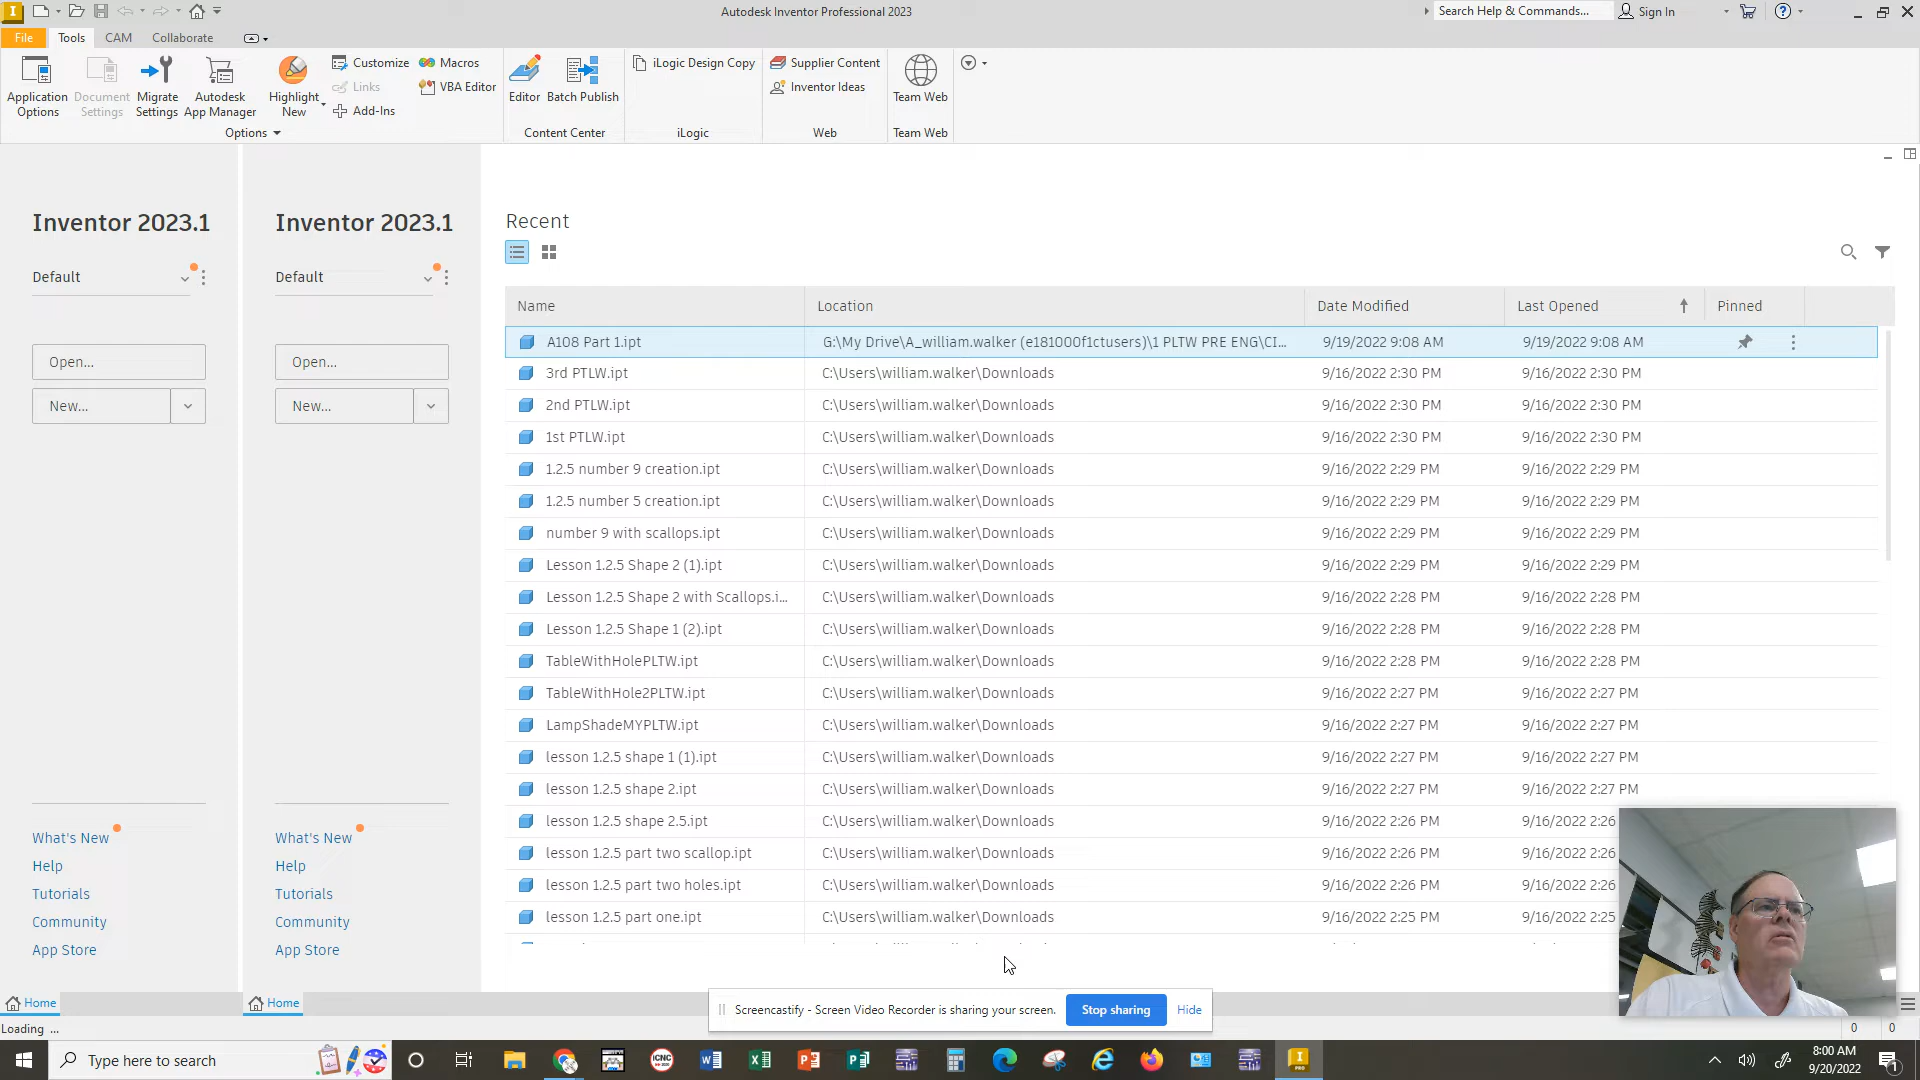 Autodesk Inventor Professional 2023
Search Help & Commands...
Sign In
File
Tools
CAM
Collaborate
Application Options
Document Settings
Migrate Settings
Autodesk App Manager
Highlight New
Customize
Links
Add-Ins
Macros
VBA Editor
Options
Editor
Batch Publish
Content Center
iLogic Design Copy
iLogic
Supplier Content
Inventor Ideas
Web
Team Web
Team Web
Inventor 2023.1
Default
Open...
New...
What's New
Help
Tutorials
Community
App Store
Home
Inventor 2023.1
Default
Open...
New...
What's New
Help
Tutorials
Community
App Store
Home
Recent
Name Location Date Modified Last Opened Pinned
A108 Part 1.ipt G:\My Drive\A_william.walker (e181000f1ctusers)\1 PLTW PRE ENG\CI... 9/19/2022 9:08 AM 9/19/2022 9:08 AM
3rd PTLW.ipt C:\Users\william.walker\Downloads 9/16/2022 2:30 PM 9/16/2022 2:30 PM
2nd PTLW.ipt C:\Users\william.walker\Downloads 9/16/2022 2:30 PM 9/16/2022 2:30 PM
1st PTLW.ipt C:\Users\william.walker\Downloads 9/16/2022 2:30 PM 9/16/2022 2:30 PM
1.2.5 number 9 creation.ipt C:\Users\william.walker\Downloads 9/16/2022 2:29 PM 9/16/2022 2:29 PM
1.2.5 number 5 creation.ipt C:\Users\william.walker\Downloads 9/16/2022 2:29 PM 9/16/2022 2:29 PM
number 9 with scallops.ipt C:\Users\william.walker\Downloads 9/16/2022 2:29 PM 9/16/2022 2:29 PM
Lesson 1.2.5 Shape 2 (1).ipt C:\Users\william.walker\Downloads 9/16/2022 2:29 PM 9/16/2022 2:29 PM
Lesson 1.2.5 Shape 2 with Scallops.i... C:\Users\william.walker\Downloads 9/16/2022 2:28 PM 9/16/2022 2:28 PM
Lesson 1.2.5 Shape 1 (2).ipt C:\Users\william.walker\Downloads 9/16/2022 2:28 PM 9/16/2022 2:28 PM
TableWithHolePLTW.ipt C:\Users\william.walker\Downloads 9/16/2022 2:28 PM 9/16/2022 2:28 PM
TableWithHole2PLTW.ipt C:\Users\william.walker\Downloads 9/16/2022 2:27 PM 9/16/2022 2:27 PM
LampShadeMYPLTW.ipt C:\Users\william.walker\Downloads 9/16/2022 2:27 PM 9/16/2022 2:27 PM
lesson 1.2.5 shape 1 (1).ipt C:\Users\william.walker\Downloads 9/16/2022 2:27 PM 9/16/2022 2:27 PM
lesson 1.2.5 shape 2.ipt C:\Users\william.walker\Downloads 9/16/2022 2:27 PM 9/16/2022 2:27 PM
lesson 1.2.5 shape 2.5.ipt C:\Users\william.walker\Downloads 9/16/2022 2:26 PM 9/16/2022 2:26
lesson 1.2.5 part two scallop.ipt C:\Users\william.walker\Downloads 9/16/2022 2:26 PM 9/16/2022 2:26
lesson 1.2.5 part two holes.ipt C:\Users\william.walker\Downloads 9/16/2022 2:26 PM 9/16/2022 2:26
lesson 1.2.5 part one.ipt C:\Users\william.walker\Downloads 9/16/2022 2:25 PM 9/16/2022 2:25
Screencastify - Screen Video Recorder is sharing your screen. Stop sharing Hide
Loading ...
0 0
Type here to search
8:00 AM
9/20/2022
1